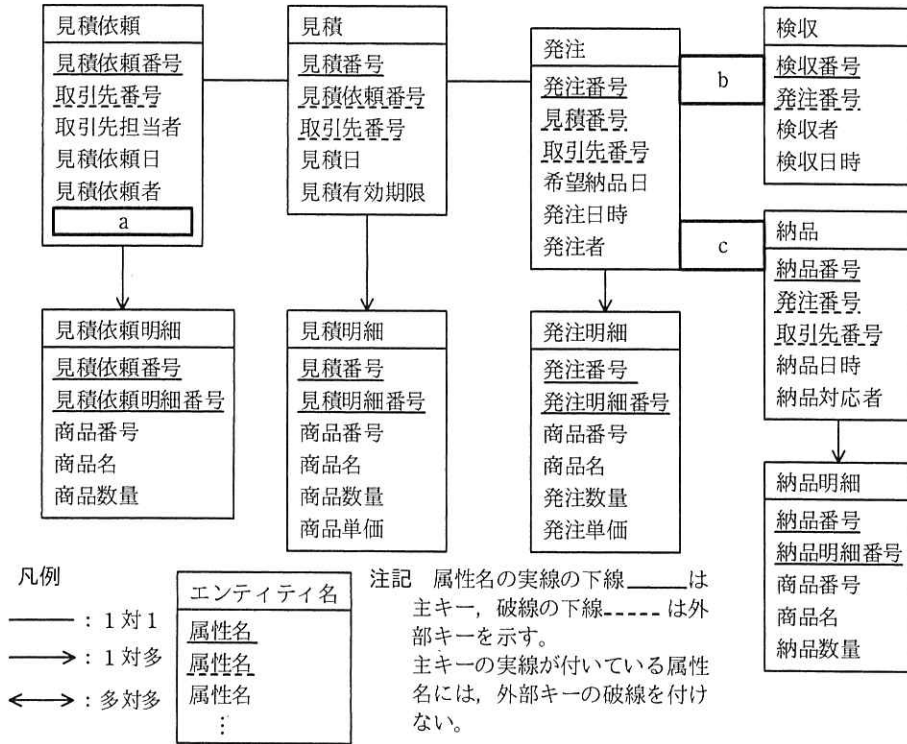 見積依頼
見積依頼番号
取引先番号
取引先担当者
見積依頼日
見積依頼者
a
見積
見積番号
見積依頼番号
取引先番号
見積日
見積有効期限
発注
発注番号
見積番号
取引先番号
希望納品日
発注日時
発注者
b
c
検収
検収番号
発注番号
検収者
検収日時
納品
納品番号
発注番号
取引先番号
納品日時
納品対応者
見積依頼明細
見積依頼番号
見積依頼明細番号
商品番号
商品名
商品数量
見積明細
見積番号
見積明細番号
商品番号
商品名
商品数量
商品単価
発注明細
発注番号
発注明細番号
商品番号
商品名
発注数量
発注単価
納品明細
納品番号
納品明細番号
商品番号
商品名
納品数量
凡例
：1対1
：1対多
：多対多
エンティティ名
属性名
属性名
属性名
⋮
注記 属性名の実線の下線＿＿＿は
主キー，破線の下線-----は外
部キーを示す。
主キーの実線が付いている属性
名には，外部キーの破線を付け
ない。